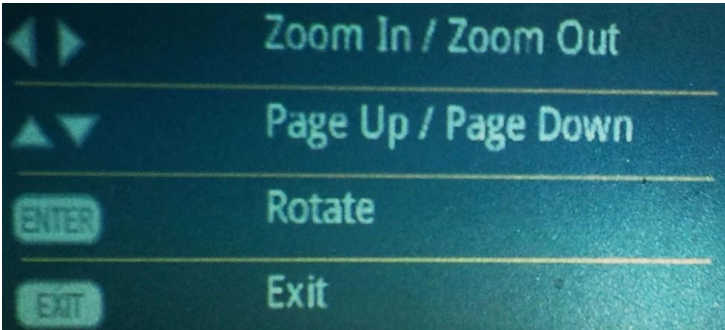 Zoom In / Zoom Out
Page Up / Page Down
ENTER Rotate
EXIT Exit